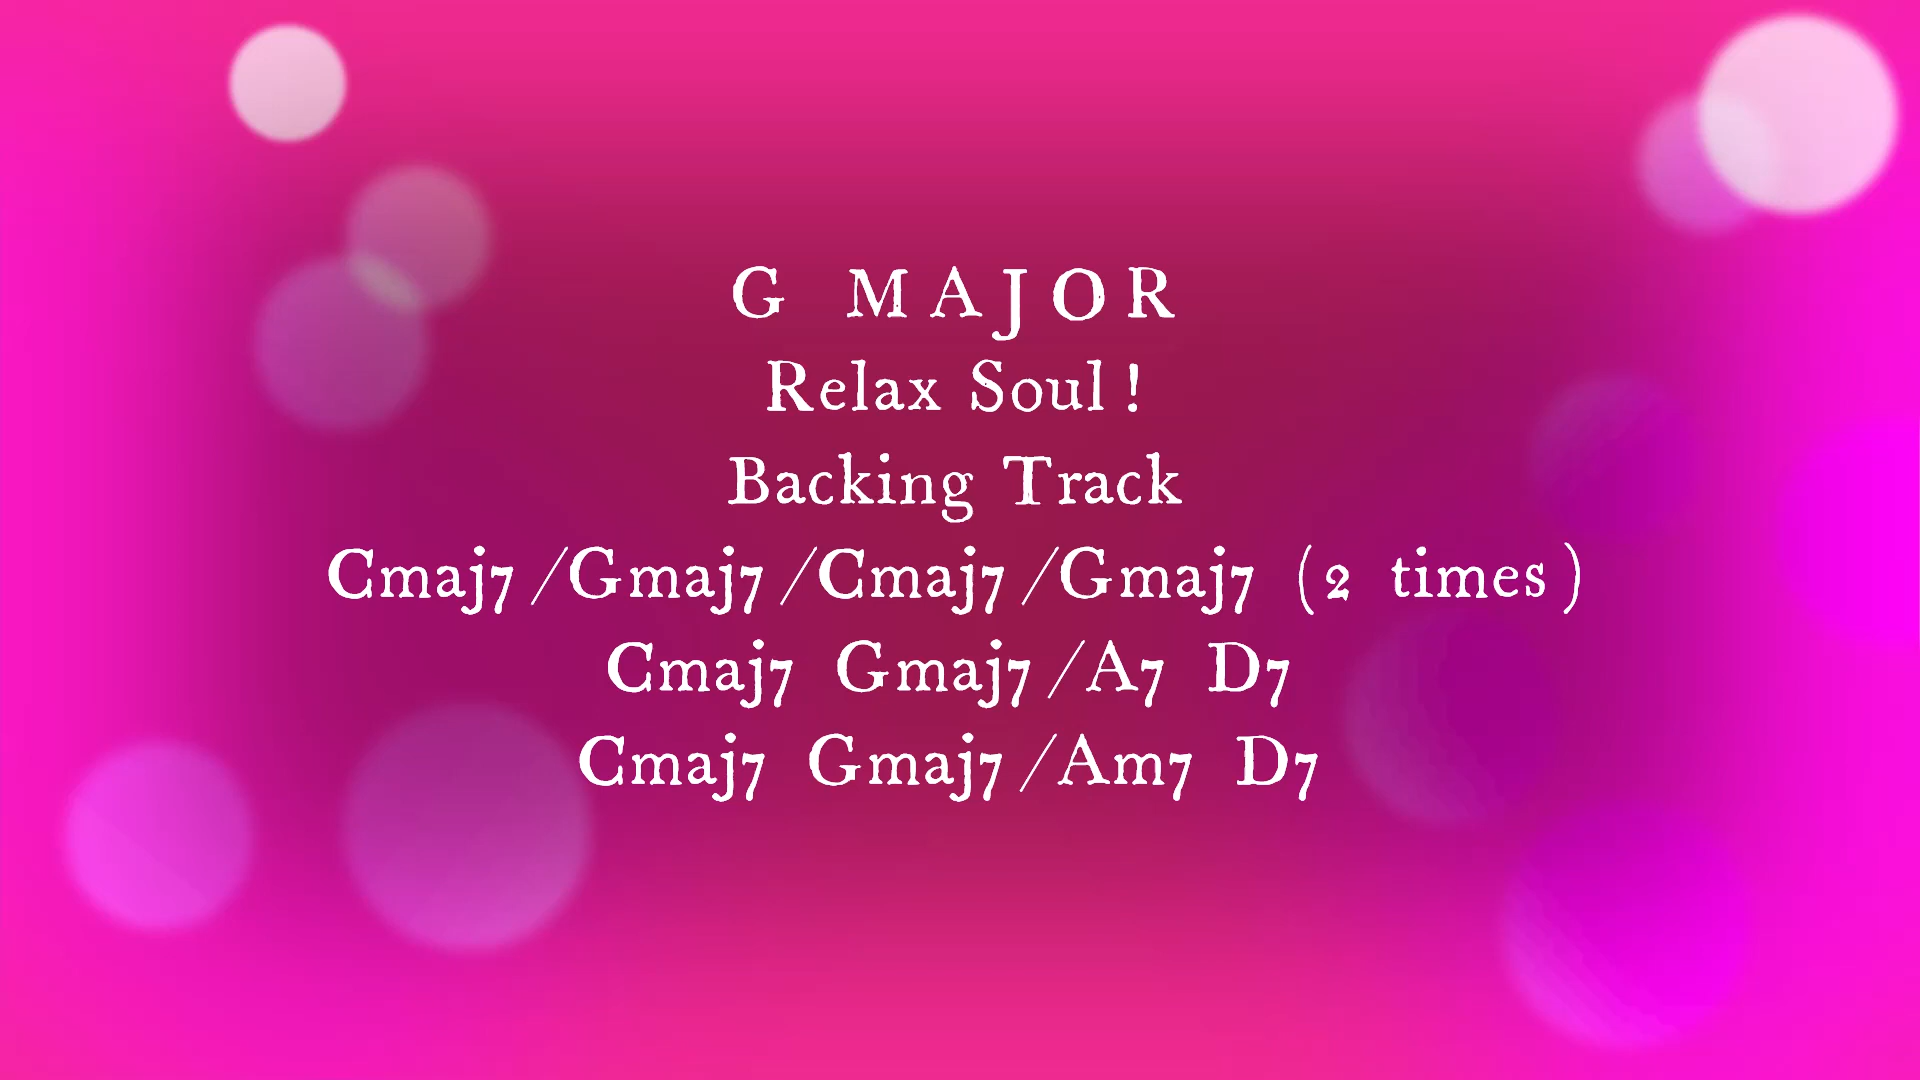 G MAJOR
Relax Soul !
Backing Track
Cmaj7 /Gmaj7 /Cmaj7 /Gmaj7 (2 times)
Cmaj7 Gmaj7 /A7 D7
Cmaj7 Gmaj7 /Am7 D7